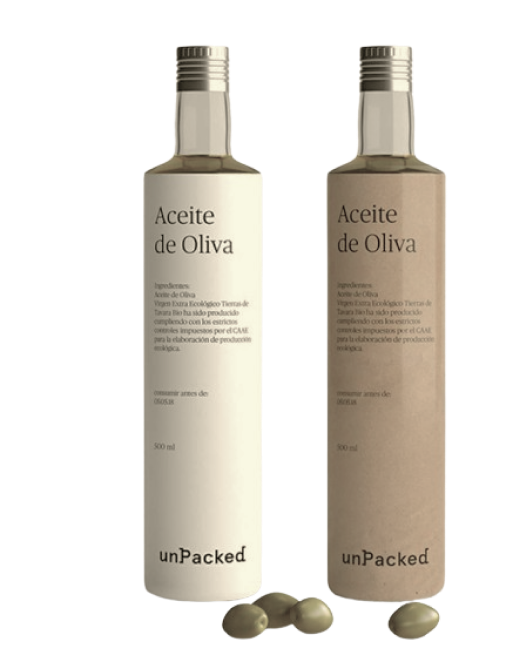 Aceite
de Oliva
Ingredientes:
Aceite de Oliva
Virgen Extra Ecológico Tierras de
Tavara Bio ha sido producido
cumpliendo con los estrictos
controles impuestos por el CAAE
para la elaboración de producción
ecológica.
consumir antes de:
500 ml
unPacked
Aceite
de Oliva
Ingredientes:
Aceite de Oliva
Virgen Extra Ecológico Tierras de
Tavara Bio ha sido producido
cumpliendo con los estrictos
controles impuestos por el CAAE
para la elaboración de producción
ecológica.
consumir antes de:
500 ml
unPacked